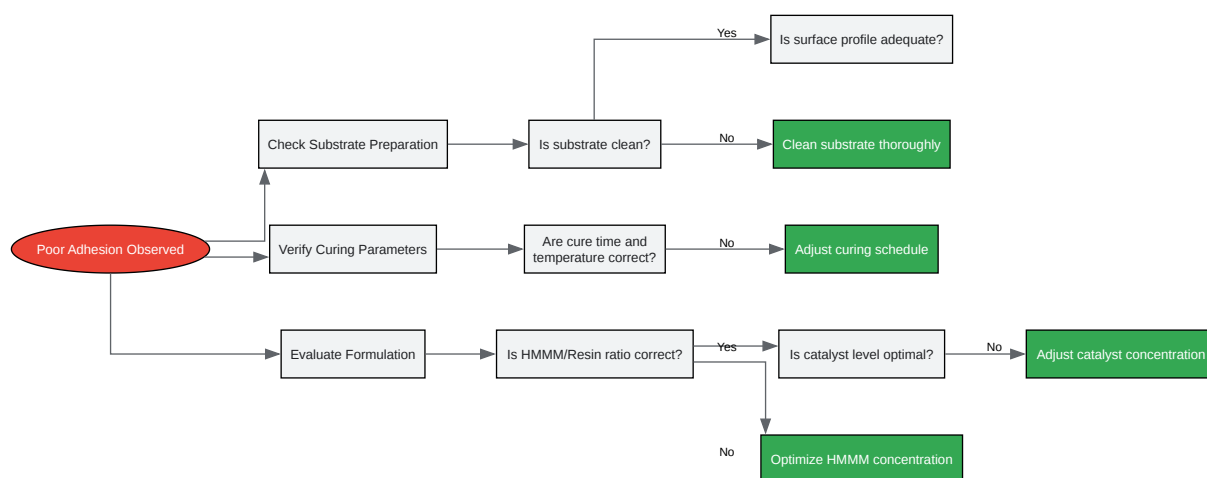 Yes
Is surface profile adequate?
Check Substrate Preparation
Is substrate clean?
No
Clean substrate thoroughly
Poor Adhesion Observed
Verify Curing Parameters
Are cure time and
temperature correct?
No
Adjust curing schedule
Evaluate Formulation
Is HMMM/Resin ratio correct?
Yes
Is catalyst level optimal?
No
Adjust catalyst concentration
No
Optimize HMMM concentration